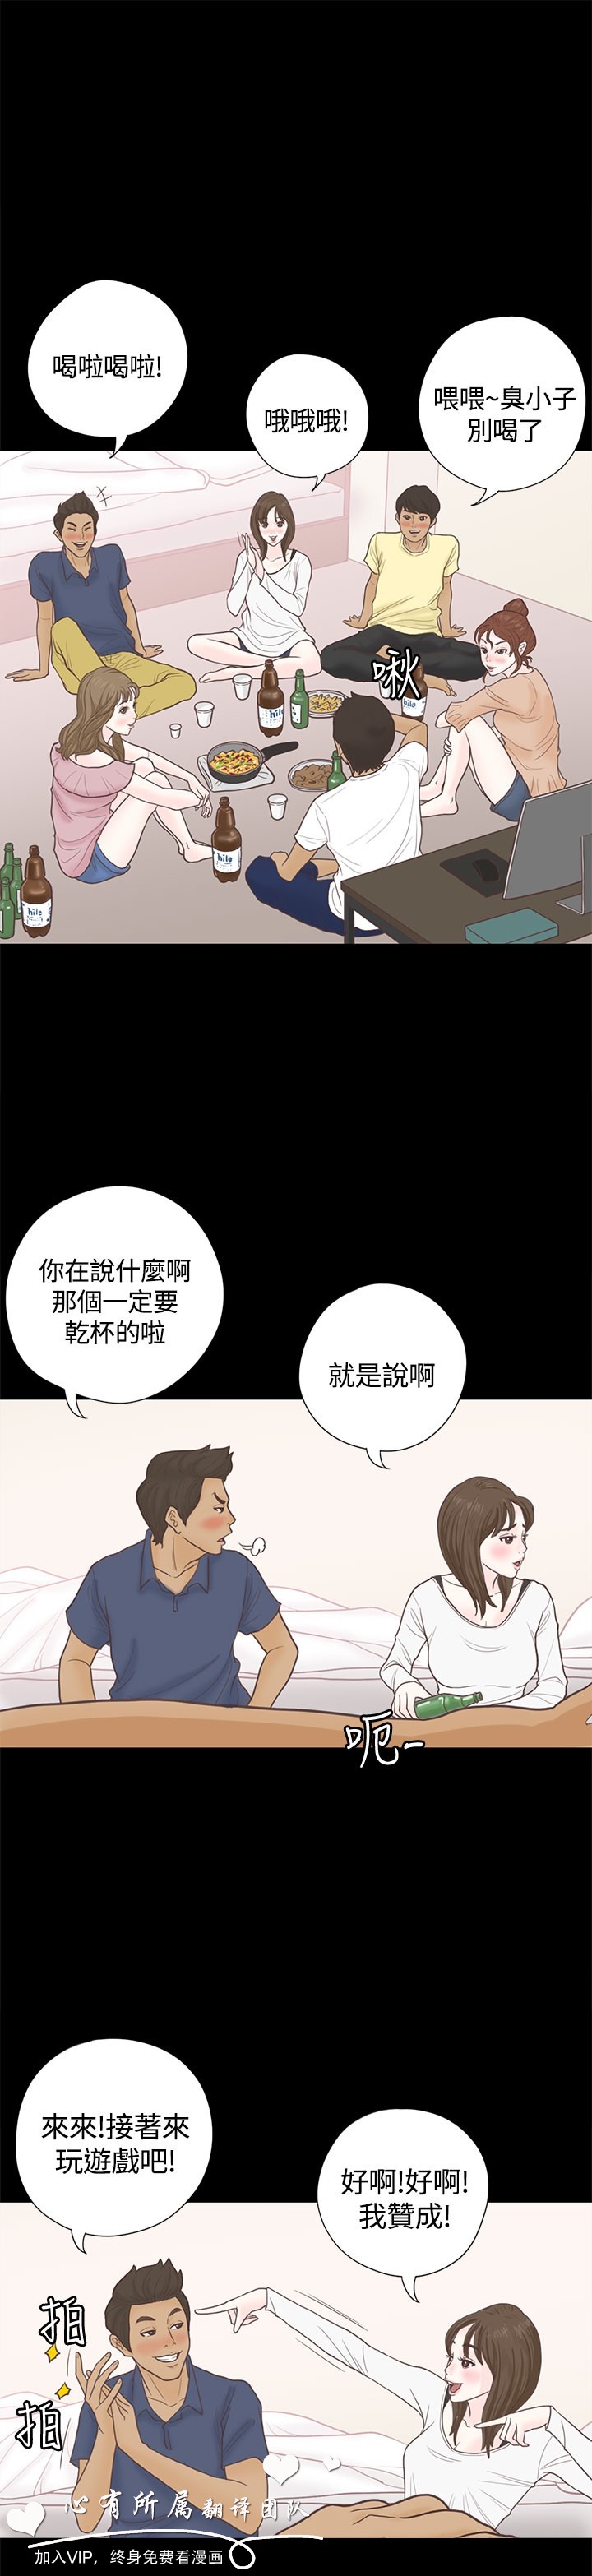 喝啦喝啦!
哦哦哦!
喂喂~臭小子
別喝了
啾
hite
hite
hite
hite
hite
你在說什麼啊
那個一定要
乾杯的啦
就是說啊
呃~
來來!接著來
玩遊戲吧!
好啊!好啊!
我贊成!
拍
拍
心有所属翻译团队
加入VIP，终身免费看漫画